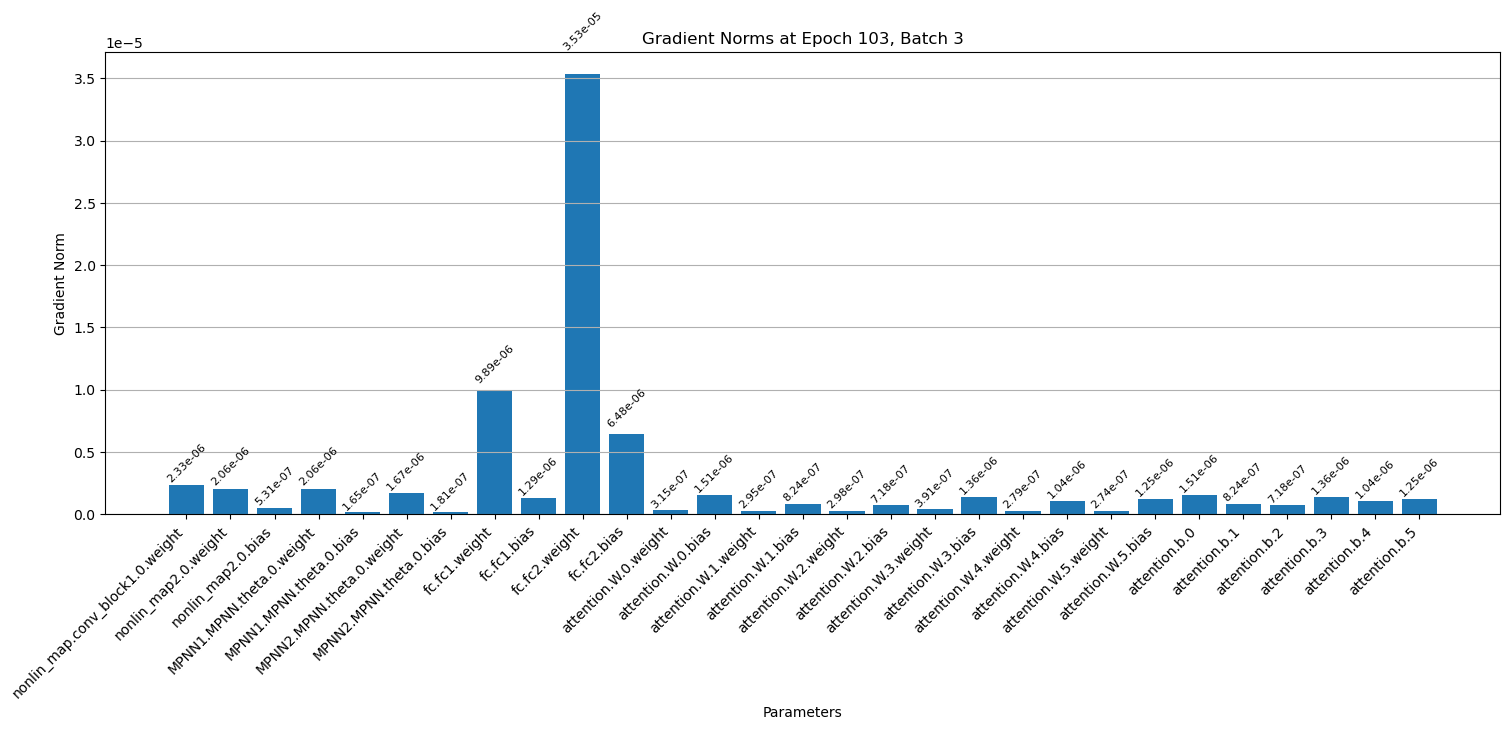 3.53e-05
Gradient Norms at Epoch 103, Batch 3
1e−5
3.5
3.0
2.5
2.0
1.5
1.0
0.5
0.0
Gradient Norm
2.33e-06
2.06e-06
5.31e-07
2.06e-06
1.65e-07
1.67e-06
1.81e-07
9.89e-06
1.29e-06
6.48e-06
3.15e-07
1.51e-06
2.95e-07
8.24e-07
2.98e-07
7.18e-07
3.91e-07
1.36e-06
2.79e-07
1.04e-06
2.74e-07
1.25e-06
1.51e-06
8.24e-07
7.18e-07
1.36e-06
1.04e-06
1.25e-06
nonlin_map.conv_block1.0.weight
nonlin_map2.0.weight
nonlin_map2.0.bias
MPNN1.MPNN.theta.0.weight
MPNN1.MPNN.theta.0.bias
MPNN2.MPNN.theta.0.weight
MPNN2.MPNN.theta.0.bias
fc.fc1.weight
fc.fc1.bias
fc.fc2.weight
fc.fc2.bias
attention.W.0.weight
attention.W.0.bias
attention.W.1.weight
attention.W.1.bias
attention.W.2.weight
attention.W.2.bias
attention.W.3.weight
attention.W.3.bias
attention.W.4.weight
attention.W.4.bias
attention.W.5.weight
attention.W.5.bias
attention.b.0
attention.b.1
attention.b.2
attention.b.3
attention.b.4
attention.b.5
Parameters